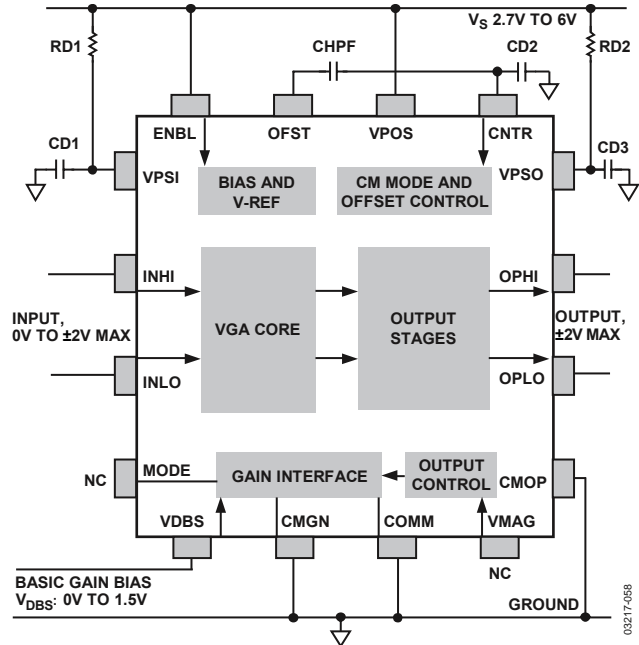 V_S 2.7V TO 6V
RD1
CHPF
CD2
RD2
ENBL
OFST
VPOS
CNTR
CD1
VPSI
BIAS AND
V-REF
CM MODE AND
OFFSET CONTROL
VPSO
CD3
INHI
OPHI
INPUT,
0V TO ±2V MAX
VGA CORE
OUTPUT
STAGES
OUTPUT,
±2V MAX
INLO
OPLO
NC
MODE
GAIN INTERFACE
OUTPUT
CONTROL
CMOP
VDBS
CMGN
COMM
VMAG
NC
BASIC GAIN BIAS
V_DBS: 0V TO 1.5V
GROUND
03217-058